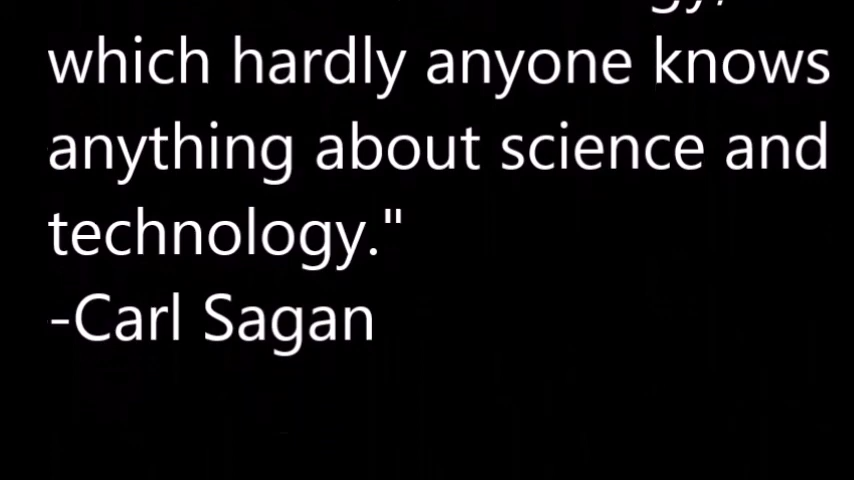 which hardly anyone knows
anything about science and
technology."
-Carl Sagan